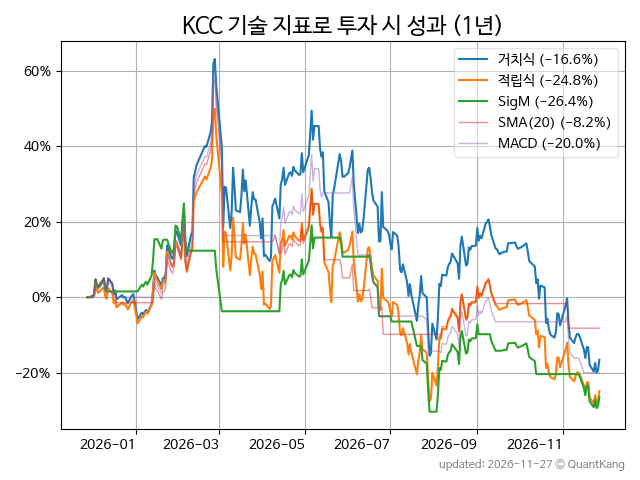 KCC 기술 지표로 투자 시 성과 (1년)
거치식 (−16.6%)
적립식 (−24.8%)
SigM (−26.4%)
SMA(20) (−8.2%)
MACD (−20.0%)
60%
40%
20%
0%
−20%
2026-01 2026-03 2026-05 2026-07 2026-09 2026-11
updated: 2026-11-27 © QuantKang